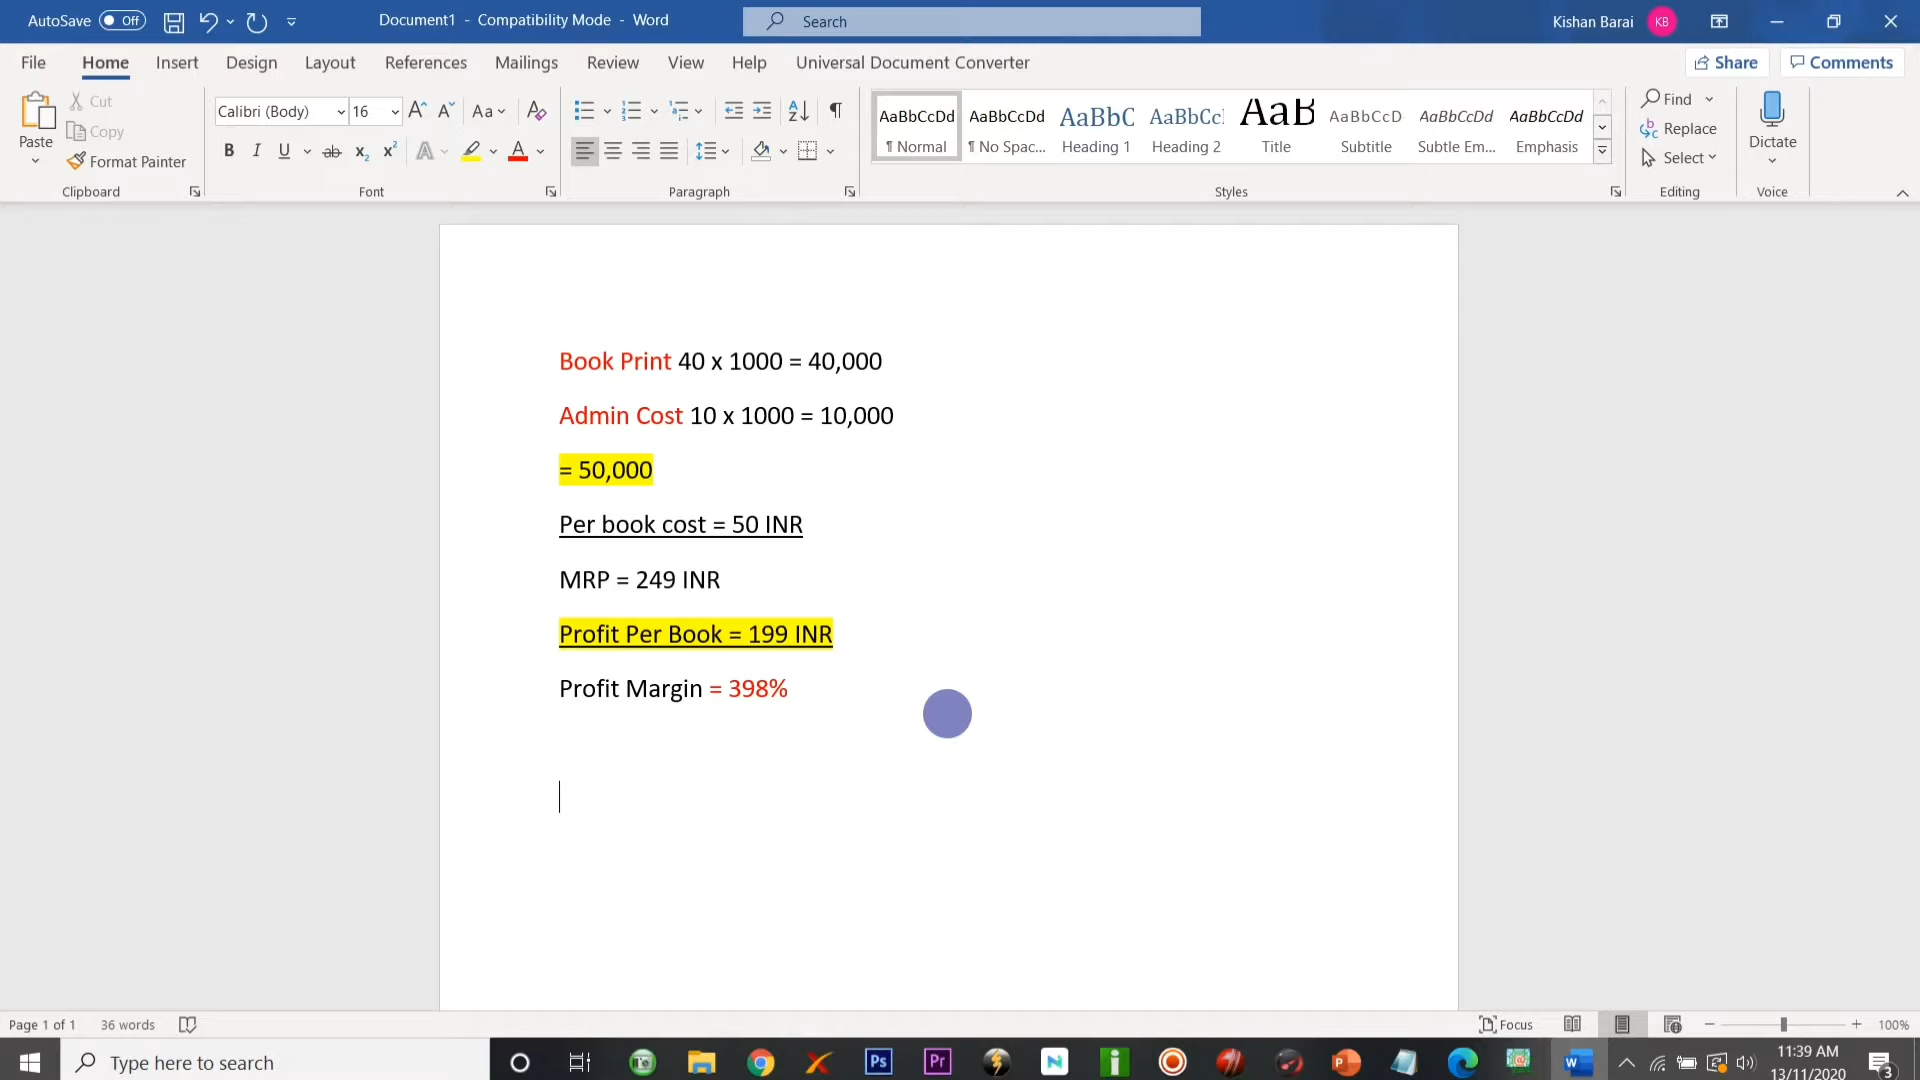 AutoSave Off Document1 - Compatibility Mode - Word Search Kishan Barai KB
File Home Insert Design Layout References Mailings Review View Help Universal Document Converter Share Comments
Paste Cut Copy Format Painter Clipboard
Calibri (Body) 16 Aa Font
Paragraph
AaBbCcDd AaBbCcDd AaBbC AaBbCcl AaB AaBbCcD AaBbCcDd AaBbCcDd
¶ Normal ¶ No Spac... Heading 1 Heading 2 Title Subtitle Subtle Em... Emphasis
Styles
Find
Replace
Select
Editing
Dictate
Voice
Book Print 40 x 1000 = 40,000
Admin Cost 10 x 1000 = 10,000
= 50,000
Per book cost = 50 INR
MRP = 249 INR
Profit Per Book = 199 INR
Profit Margin = 398%
Page 1 of 1 36 words Focus 100%
Type here to search
11:39 AM
13/11/2020
3